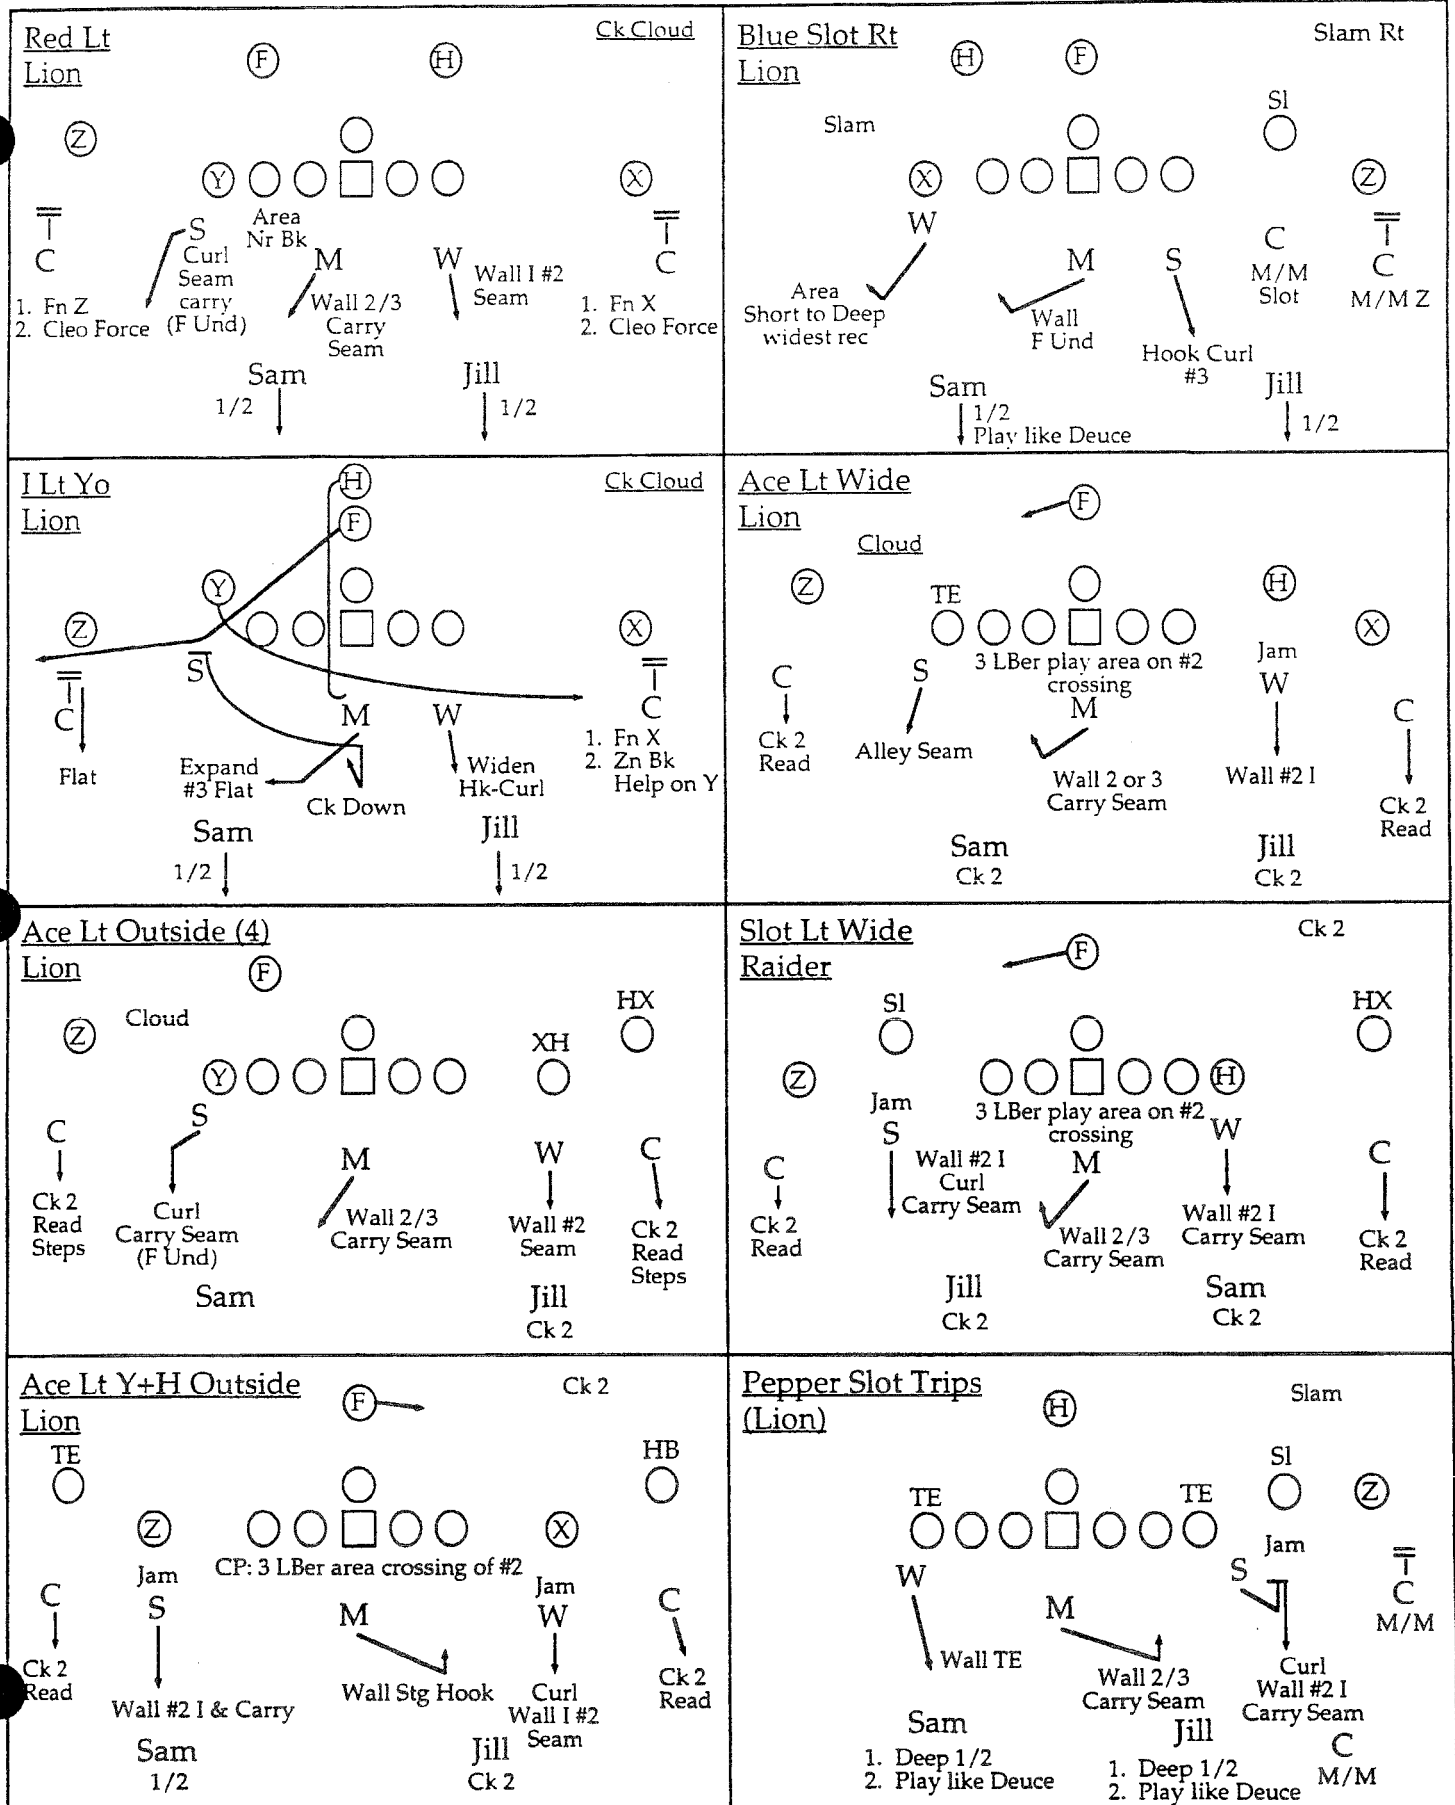 Red Lt
Lion
Ck Cloud
F
H
Z
Y
X
S
Area
Nr Bk
C
Curl
Seam
carry
(F Und)
M
W
Wall I #2
Seam
C
1. Fn Z
2. Cleo Force
Wall 2/3
Carry
Seam
1. Fn X
2. Cleo Force
Sam
Jill
1/2
1/2
Blue Slot Rt
Lion
Slam Rt
H
F
Slam
Sl
X
Z
W
M
S
C
M/M
Slot
C
M/M Z
Area
Short to Deep
widest rec
Wall
F Und
Hook Curl
#3
Sam
Jill
1/2
Play like Deuce
1/2
I Lt Yo
Lion
Ck Cloud
H
F
Y
Z
X
S
C
M
W
C
Flat
Expand
#3 Flat
Ck Down
Widen
Hk-Curl
1. Fn X
2. Zn Bk
Help on Y
Sam
Jill
1/2
1/2
Ace Lt Wide
Lion
F
Cloud
Z
TE
H
X
3 LBer play area on #2
crossing
Jam
C
S
M
W
C
Ck 2
Read
Alley Seam
Wall 2 or 3
Carry Seam
Wall #2 I
Ck 2
Read
Sam
Ck 2
Jill
Ck 2
Ace Lt Outside (4)
Lion
F
HX
Cloud
Z
XH
Y
S
C
M
W
C
Ck 2
Read
Steps
Curl
Carry Seam
(F Und)
Wall 2/3
Carry Seam
Wall #2
Seam
Ck 2
Read
Steps
Sam
Jill
Ck 2
Slot Lt Wide
Raider
Ck 2
F
Sl
HX
Z
H
Jam
3 LBer play area on #2
crossing
S
W
C
M
C
Wall #2 I
Curl
Carry Seam
Ck 2
Read
Wall 2/3
Carry Seam
Wall #2 I
Carry Seam
Ck 2
Read
Jill
Ck 2
Sam
Ck 2
Ace Lt Y+H Outside
Lion
Ck 2
F
TE
HB
Z
X
CP: 3 LBer area crossing of #2
Jam
Jam
C
S
M
W
C
Ck 2
Read
Wall #2 I & Carry
Wall Stg Hook
Curl
Wall I #2
Seam
Ck 2
Read
Sam
1/2
Jill
Ck 2
Pepper Slot Trips
(Lion)
Slam
H
Sl
TE
TE
Z
Jam
W
S
M
C
M/M
Wall TE
Wall 2/3
Carry Seam
Curl
Wall #2 I
Carry Seam
Sam
Jill
C
M/M
1. Deep 1/2
2. Play like Deuce
1. Deep 1/2
2. Play like Deuce